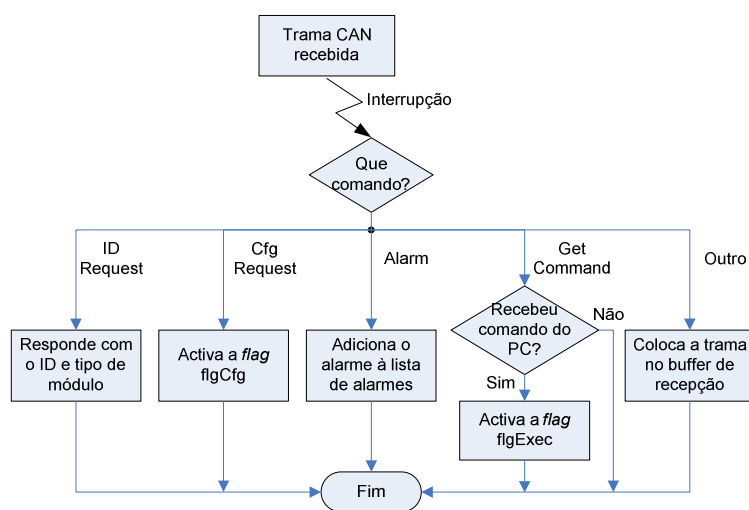 Trama CAN
recebida
Interrupção
Que
comando?
ID
Request
Cfg
Request
Alarm
Get
Command
Outro
Responde com
o ID e tipo de
módulo
Activa a flag
flgCfg
Adiciona o
alarme à lista
de alarmes
Recebeu
comando do
PC?
Não
Sim
Coloca a trama
no buffer de
recepção
Activa a flag
flgExec
Fim